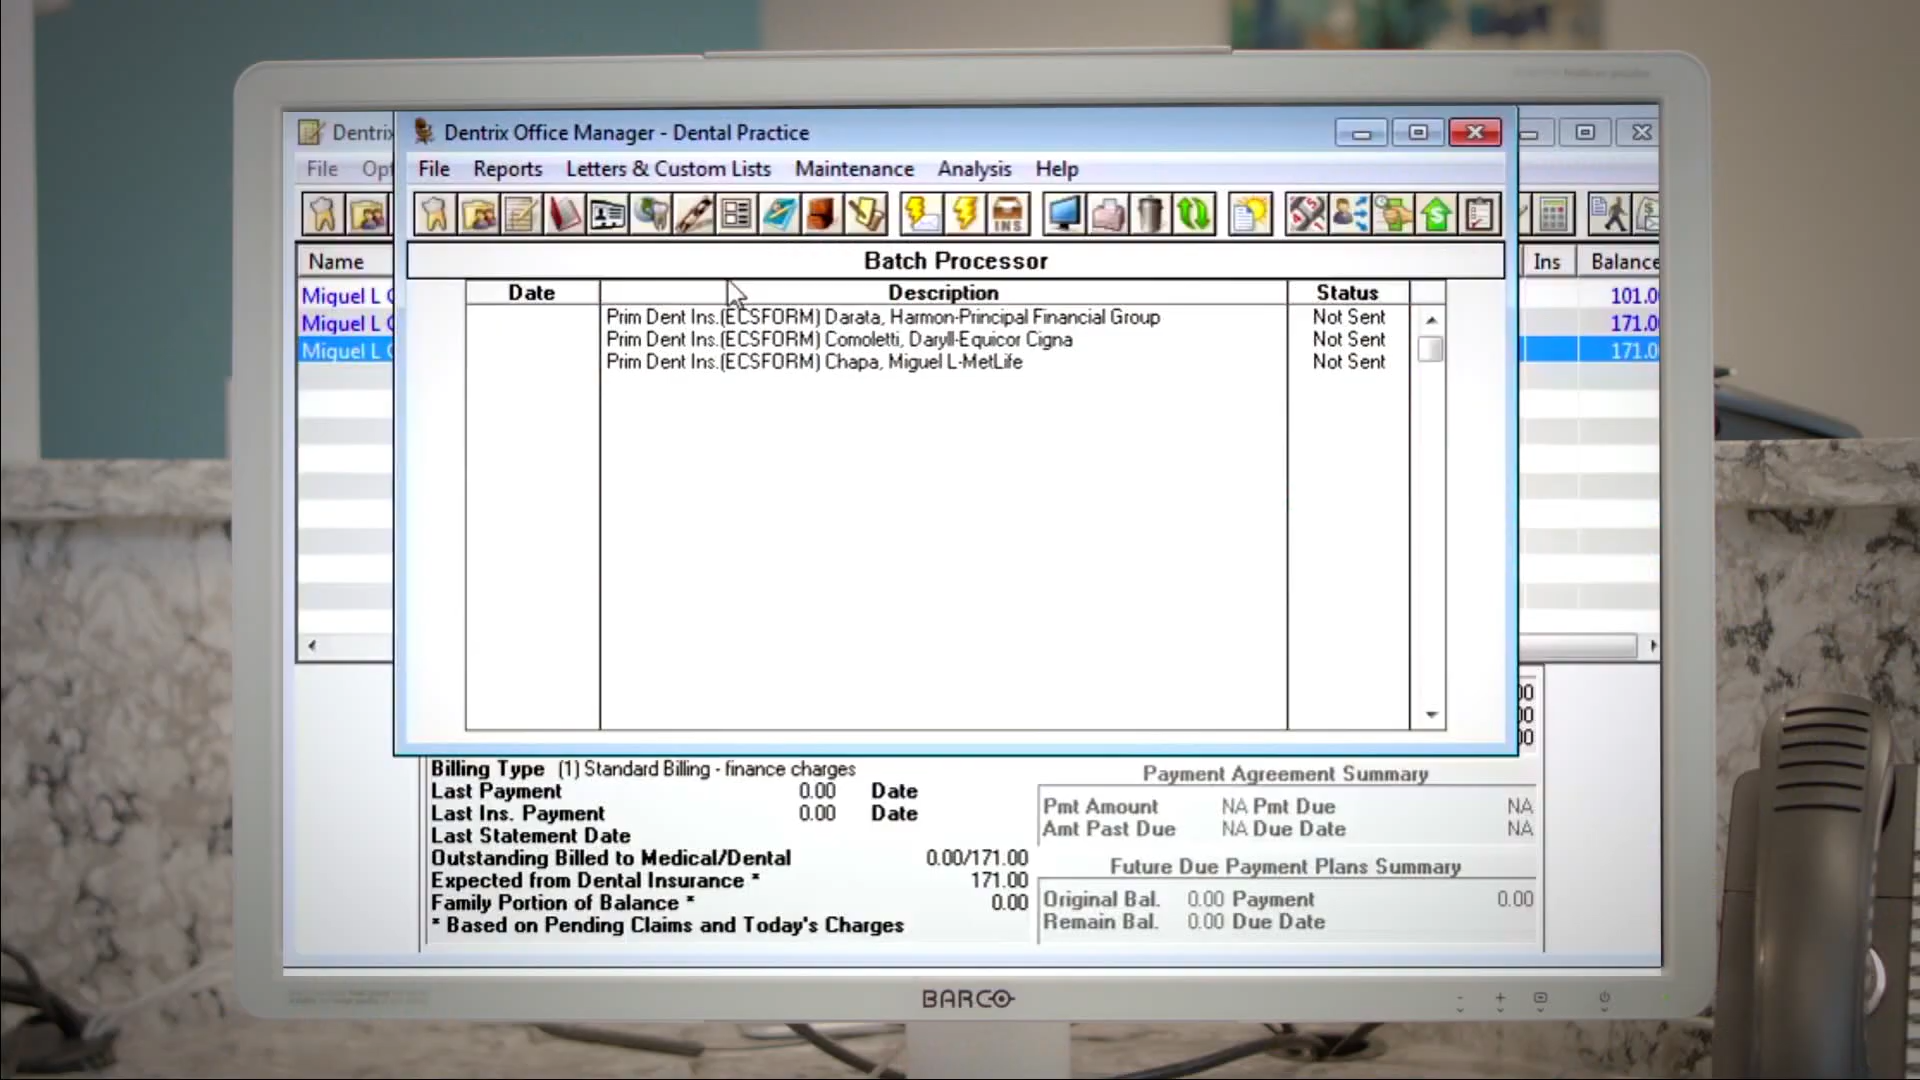 Dentrix
Dentrix Office Manager - Dental Practice
File
File Reports Letters & Custom Lists Maintenance Analysis Help
INS
Batch Processor
Name
Ins Balance
Date Description Status
Prim Dent Ins.(ECSFORM) Darata, Harmon-Principal Financial Group Not Sent
Prim Dent Ins.(ECSFORM) Comoletti, Daryll-Equicor Cigna Not Sent
Prim Dent Ins.(ECSFORM) Chapa, Miguel L-MetLife Not Sent
Miquel L
101.0
Miquel L
171.0
Miquel L
171.0
00
00
00
Billing Type (1) Standard Billing - finance charges
Last Payment 0.00 Date
Last Ins. Payment 0.00 Date
Last Statement Date
Outstanding Billed to Medical/Dental 0.00/171.00
Expected from Dental Insurance * 171.00
Family Portion of Balance * 0.00
* Based on Pending Claims and Today's Charges
Payment Agreement Summary
Pmt Amount NA Pmt Due NA
Amt Past Due NA Due Date NA
Future Due Payment Plans Summary
Original Bal. 0.00 Payment 0.00
Remain Bal. 0.00 Due Date
BARCO